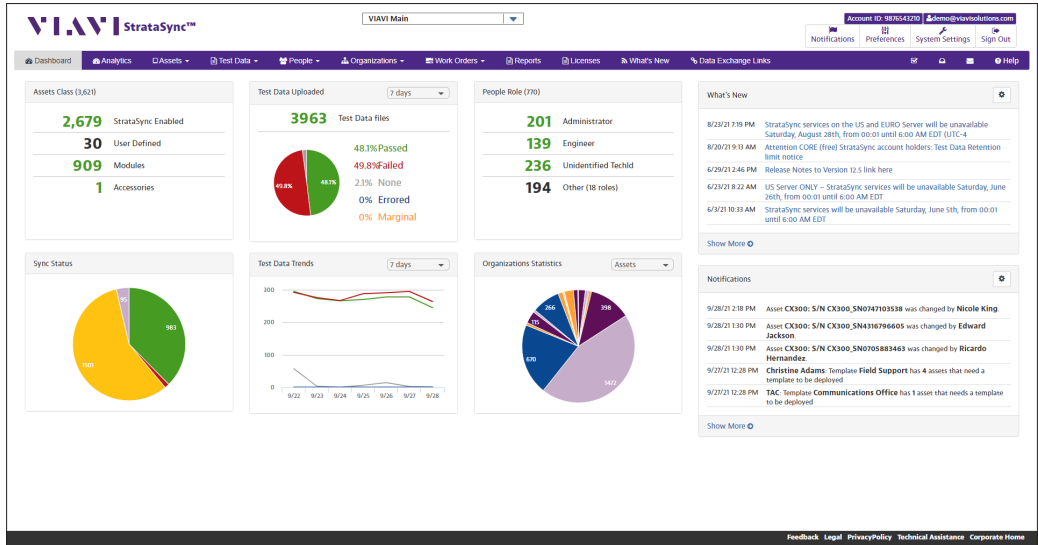 VIAVI StrataSync™
VIAVI Main
Account ID: 9876543210 demo@viavisolutions.com
Notifications Preferences System Settings Sign Out
Dashboard Analytics Assets Test Data People Organizations Work Orders Reports Licenses What's New Data Exchange Links Help
Assets Class (3,621)
2,679 StrataSync Enabled
30 User Defined
909 Modules
1 Accessories
Test Data Uploaded 7 days
3963 Test Data files
48.1% Passed
49.8% Failed
2.1% None
0% Errored
0% Marginal
49.8% 48.1%
People Role (770)
201 Administrator
139 Engineer
236 Unidentified TechId
194 Other (18 roles)
What's New
8/23/21 7:19 PM StrataSync services on the US and EURO Server will be unavailable
Saturday, August 28th, from 00:01 until 6:00 AM EDT (UTC-4
8/20/21 9:13 AM Attention CORE (free) StrataSync account holders: Test Data Retention
limit notice
6/29/21 2:46 PM Release Notes to Version 12.5 link here
6/23/21 8:22 AM US Server ONLY – StrataSync services will be unavailable Saturday, June
26th, from 00:01 until 6:00 AM EDT
6/3/21 10:33 AM StrataSync services will be unavailable Saturday, June 5th, from 00:01
until 6:00 AM EDT
Show More
Sync Status
95
983
1501
Test Data Trends 7 days
300
200
100
0
9/22 9/23 9/24 9/25 9/26 9/27 9/28
Organizations Statistics Assets
266 398
115
670
1432
Notifications
9/28/21 2:18 PM Asset CX300: S/N CX300_SN0747103538 was changed by Nicole King.
9/28/21 1:30 PM Asset CX300: S/N CX300_SN4316796605 was changed by Edward
Jackson.
9/28/21 1:30 PM Asset CX300: S/N CX300_SN0705883463 was changed by Ricardo
Hernandez.
9/27/21 12:28 PM Christine Adams: Template Field Support has 4 assets that need a
template to be deployed
9/27/21 12:28 PM TAC: Template Communications Office has 1 asset that needs a template
to be deployed
Show More
Feedback Legal PrivacyPolicy Technical Assistance Corporate Home